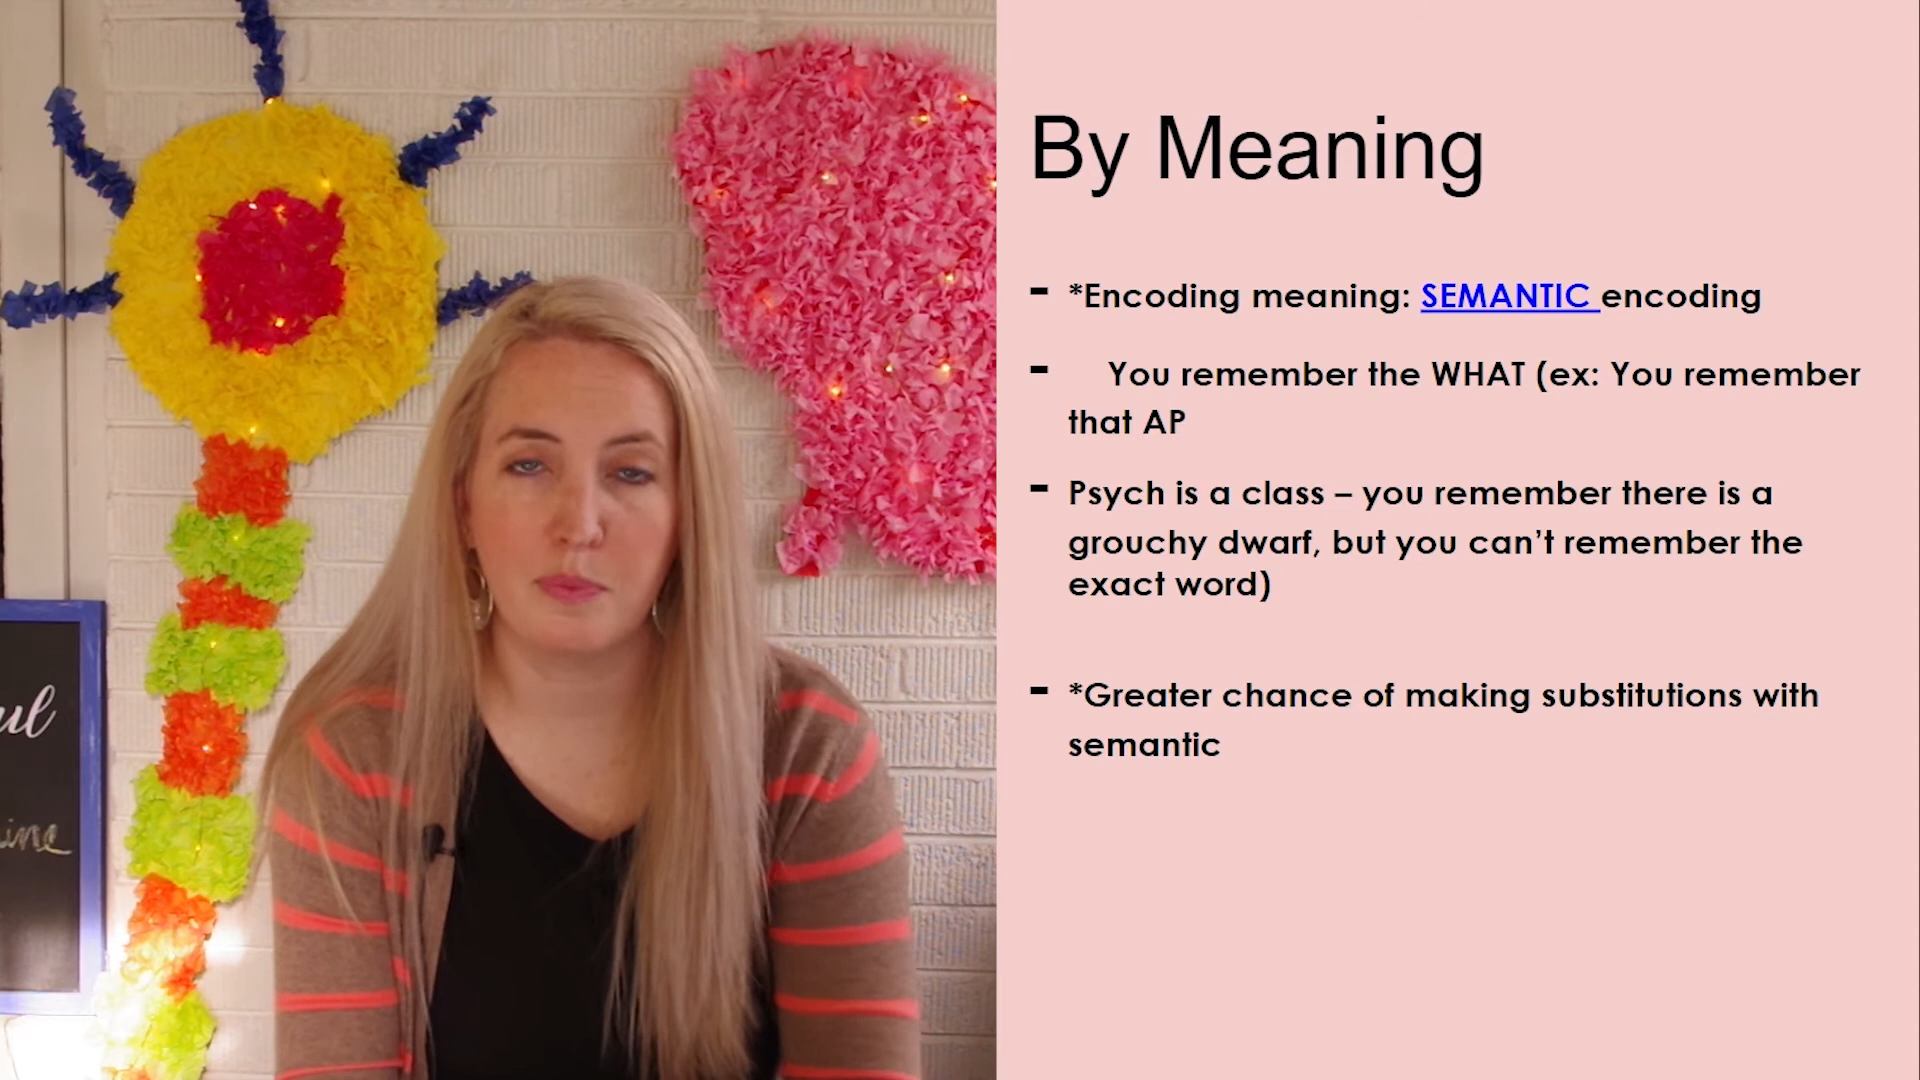 By Meaning
- *Encoding meaning: SEMANTIC encoding
- You remember the WHAT (ex: You remember
that AP
- Psych is a class – you remember there is a
grouchy dwarf, but you can’t remember the
exact word)
- *Greater chance of making substitutions with
semantic